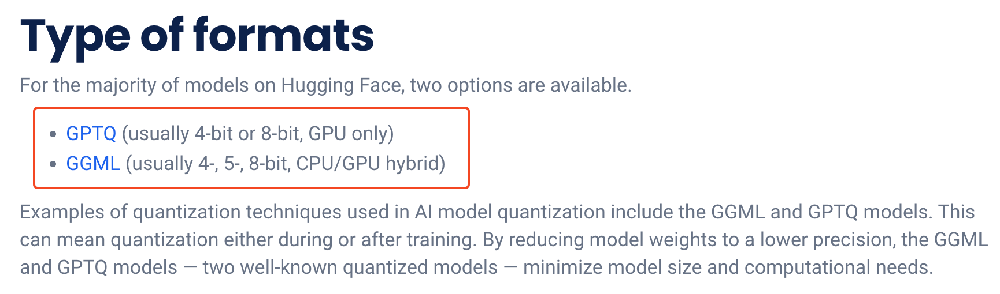 Type of formats
For the majority of models on Hugging Face, two options are available.
• GPTQ (usually 4-bit or 8-bit, GPU only)
• GGML (usually 4-, 5-, 8-bit, CPU/GPU hybrid)
Examples of quantization techniques used in AI model quantization include the GGML and GPTQ models. This
can mean quantization either during or after training. By reducing model weights to a lower precision, the GGML
and GPTQ models — two well-known quantized models — minimize model size and computational needs.